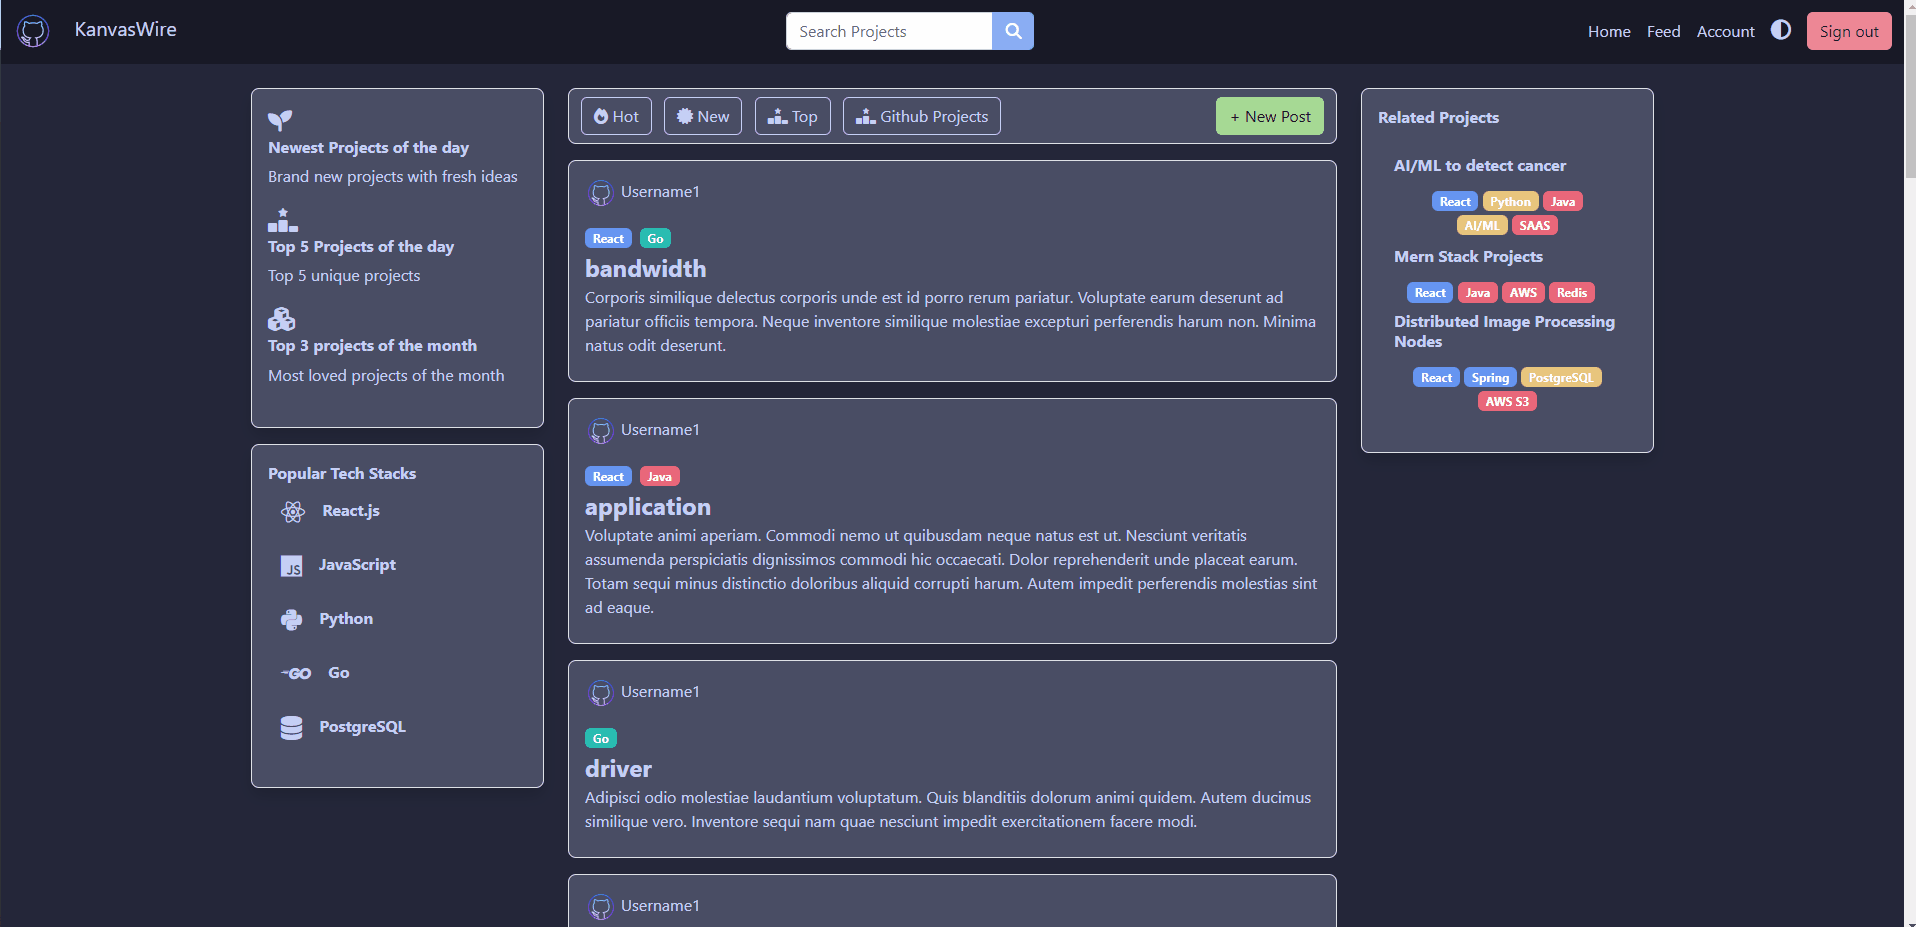 KanvasWire
Search Projects
Home Feed Account Sign out
Newest Projects of the day
Brand new projects with fresh ideas
Top 5 Projects of the day
Top 5 unique projects
Top 3 projects of the month
Most loved projects of the month
Popular Tech Stacks
React.js
JS JavaScript
Python
GO Go
PostgreSQL
Hot New Top Github Projects + New Post
Username1
React Go
bandwidth
Corporis similique delectus corporis unde est id porro rerum pariatur. Voluptate earum deserunt ad
pariatur officiis tempora. Neque inventore similique molestiae excepturi perferendis harum non. Minima
natus odit deserunt.
Username1
React Java
application
Voluptate animi aperiam. Commodi nemo ut quibusdam neque natus est ut. Nesciunt veritatis
assumenda perspiciatis dignissimos commodi hic occaecati. Dolor reprehenderit unde placeat earum.
Totam sequi minus distinctio doloribus aliquid corrupti harum. Autem impedit perferendis molestias sint
ad eaque.
Username1
Go
driver
Adipisci odio molestiae laudantium voluptatum. Quis blanditiis dolorum animi quidem. Autem ducimus
similique vero. Inventore sequi nam quae nesciunt impedit exercitationem facere modi.
Username1
Related Projects
AI/ML to detect cancer
React Python Java
AI/ML SAAS
Mern Stack Projects
React Java AWS Redis
Distributed Image Processing
Nodes
React Spring PostgreSQL
AWS S3